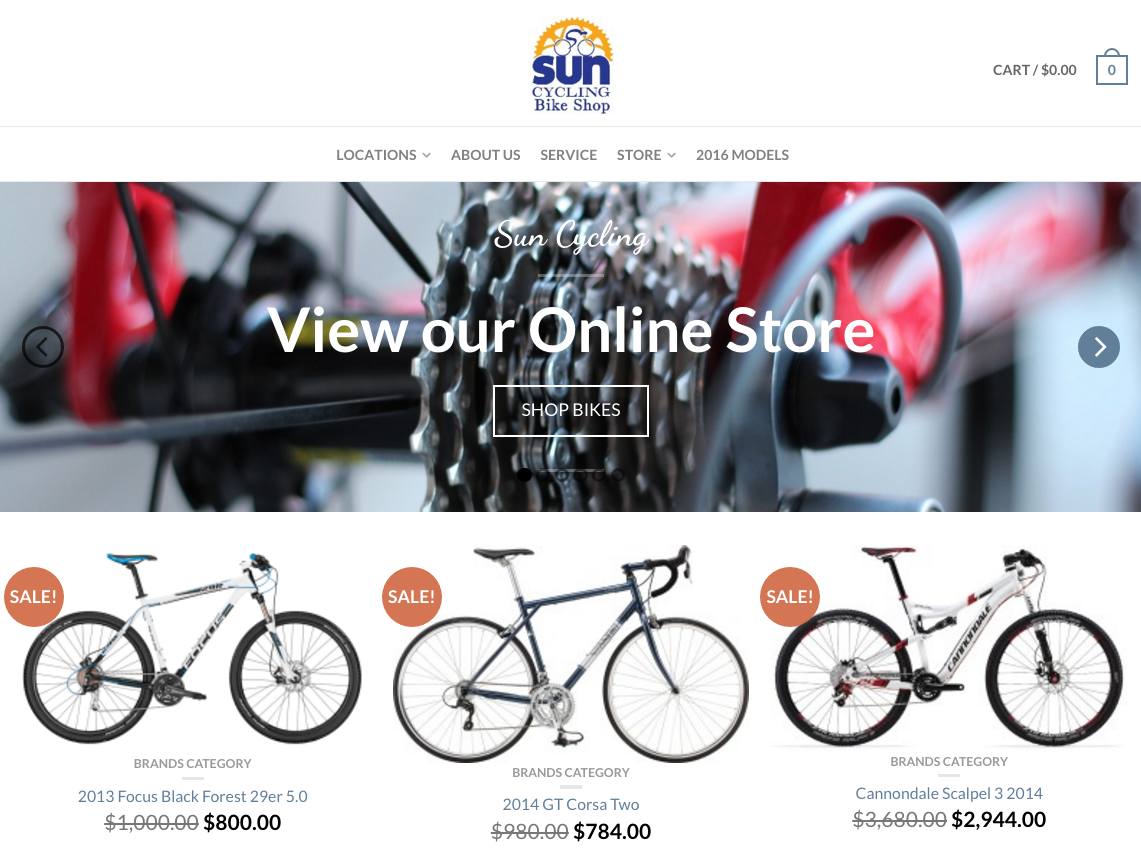 sun
CYCLING
Bike Shop
CART / $0.00
0
LOCATIONS ABOUT US SERVICE STORE 2016 MODELS
Sun Cycling
View our Online Store
SHOP BIKES
SALE!
SALE!
SALE!
FOCUS
CANNONDALE
BRANDS CATEGORY
2013 Focus Black Forest 29er 5.0
$1,000.00 $800.00
BRANDS CATEGORY
2014 GT Corsa Two
$980.00 $784.00
BRANDS CATEGORY
Cannondale Scalpel 3 2014
$3,680.00 $2,944.00